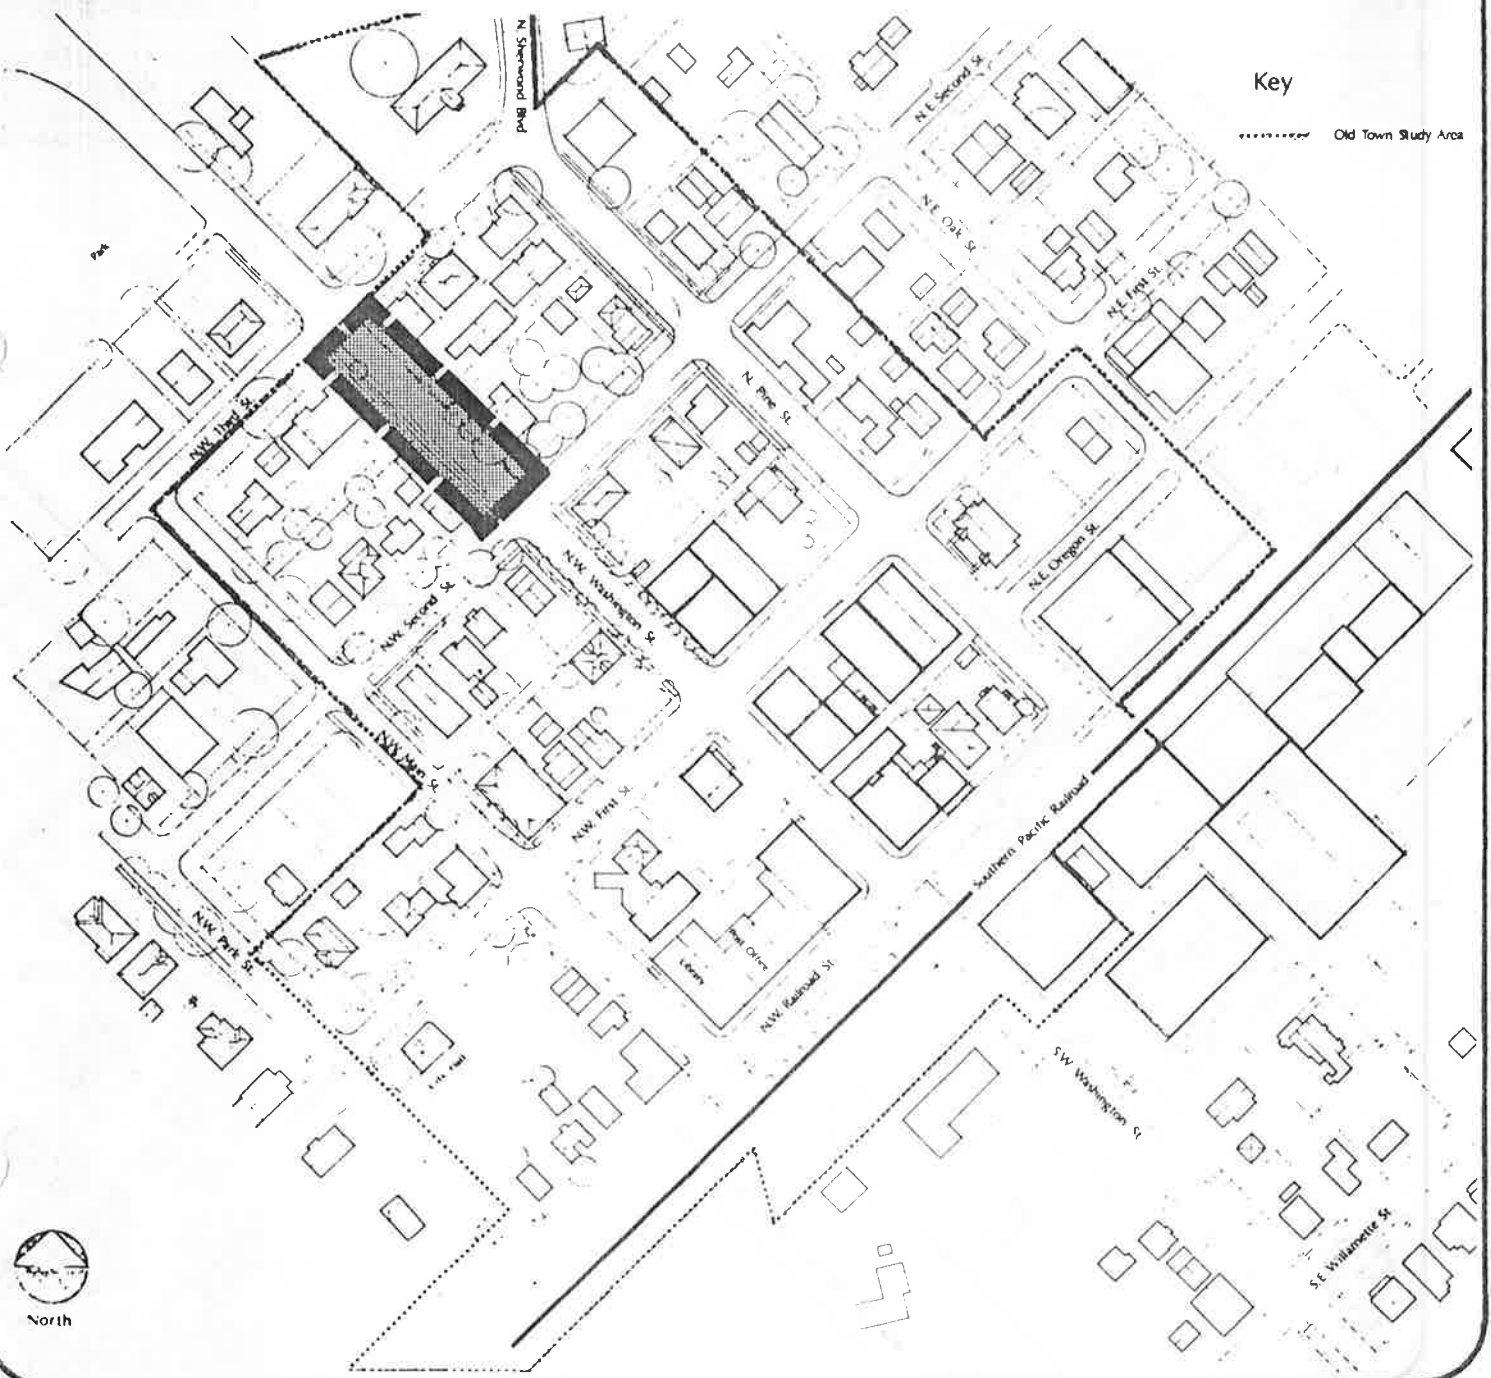 Key
Old Town Study Area
N. Sherwood Blvd
N.E. Second St.
N.E. Oak St.
N.E. First St.
Park
N.W. Third St.
N. Pine St.
N.E. Oregon St.
N.W. Washington St.
N.W. Second St.
N.W. Main St.
N.W. First St.
Southern Pacific Railroad
N.W. Park St.
Post Office
Library
N.W. Railroad St.
S.W. Washington St
S.E. Willamette St
North